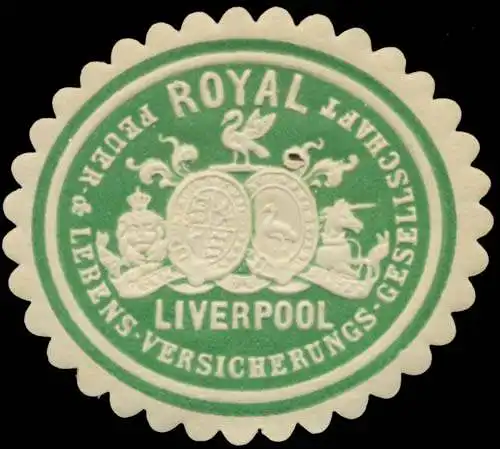 ROYAL
FEUER- & LEBENS-VERSICHERUNGS-GESELLSCHAFT
LIVERPOOL